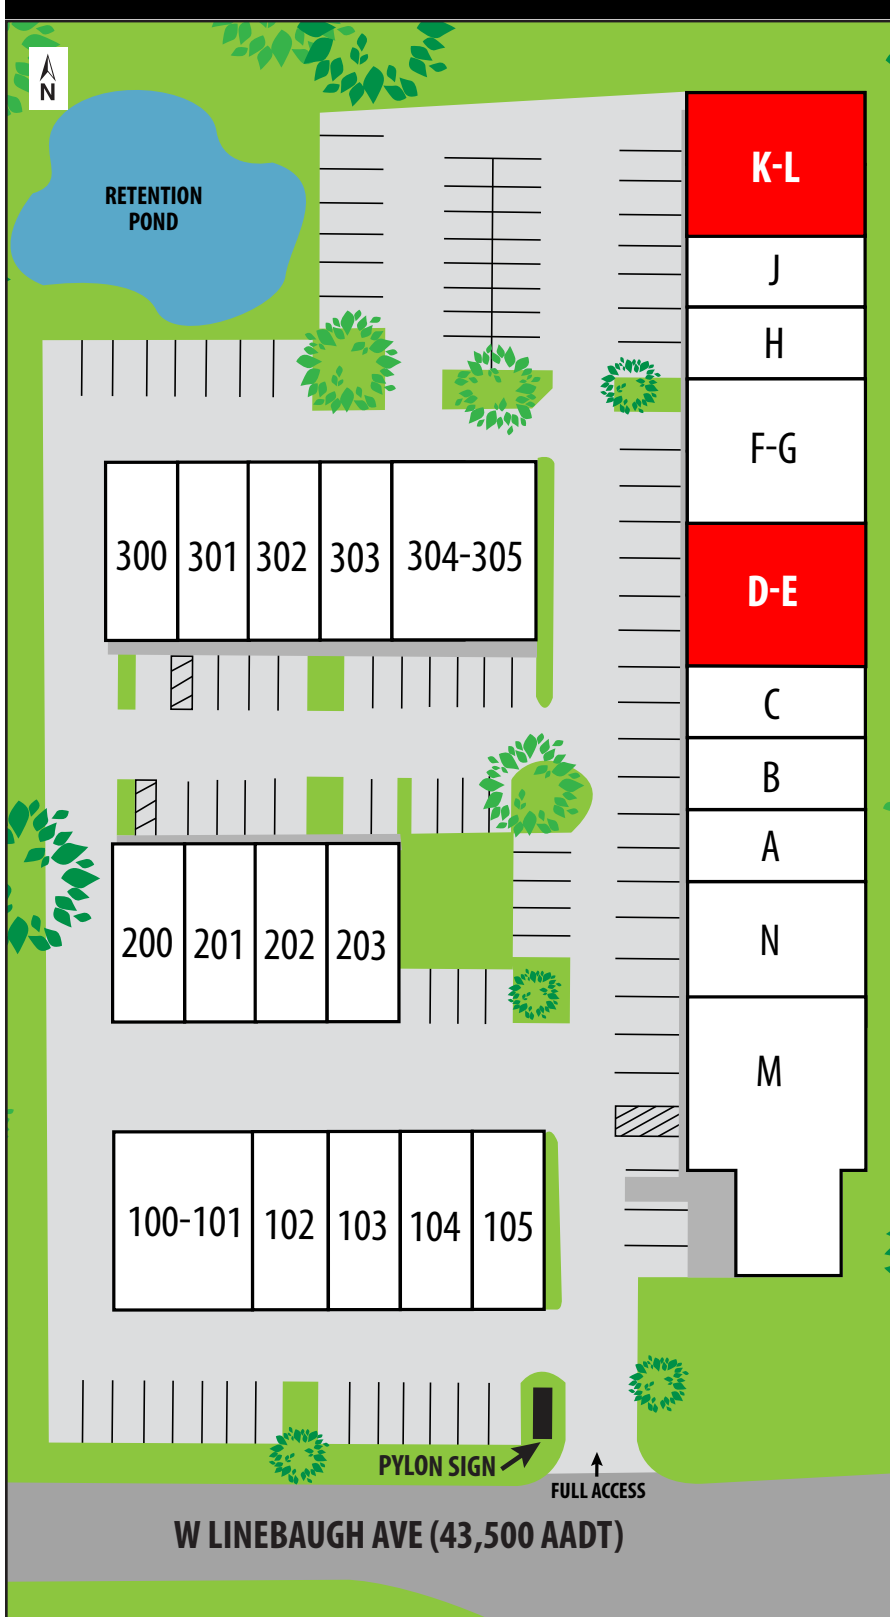 N
RETENTION
POND
K-L
J
H
F-G
D-E
C
B
A
N
M
300
301
302
303
304-305
200
201
202
203
100-101
102
103
104
105
PYLON SIGN
FULL ACCESS
W LINEBAUGH AVE (43,500 AADT)